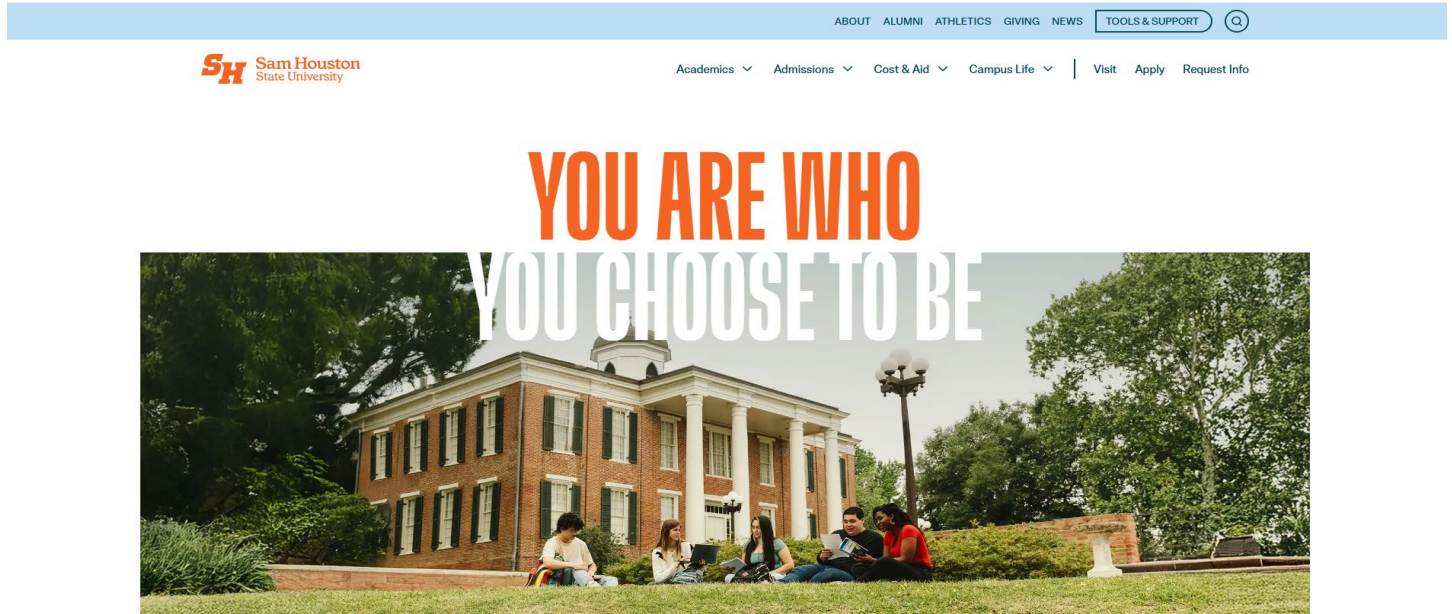 ABOUT ALUMNI ATHLETICS GIVING NEWS TOOLS & SUPPORT
SH Sam Houston
State University
Academics Admissions Cost & Aid Campus Life Visit Apply Request Info
YOU ARE WHO
YOU CHOOSE TO BE